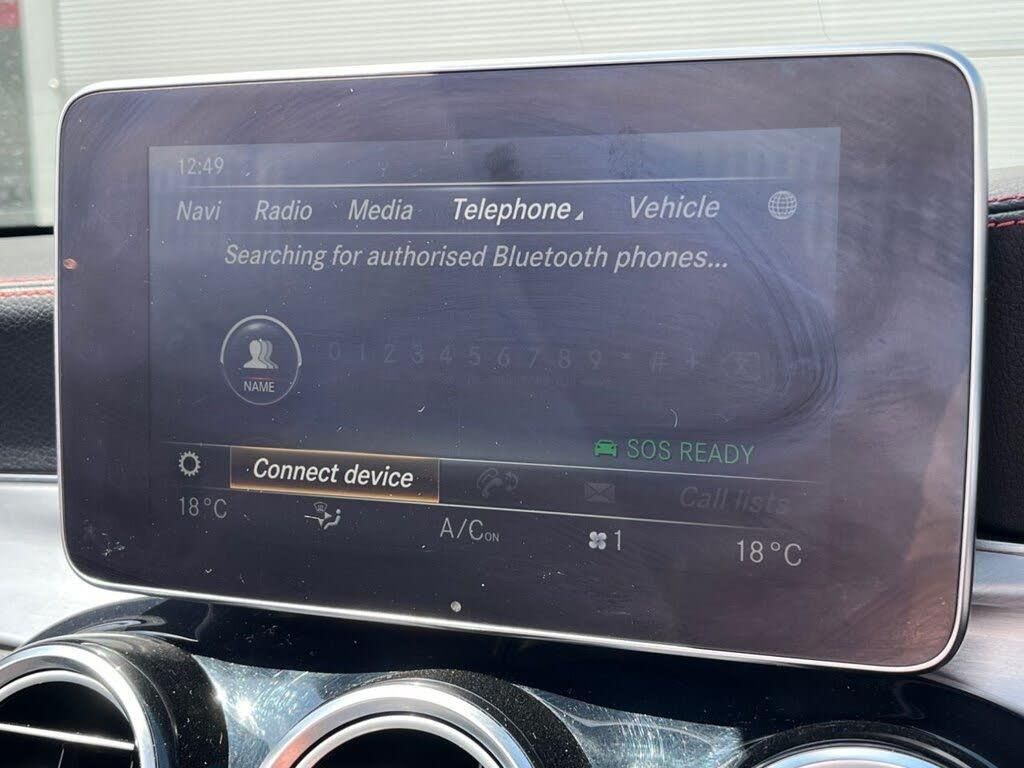 12:49
Navi Radio Media Telephone Vehicle
Searching for authorised Bluetooth phones...
NAME 0 1 2 3 4 5 6 7 8 9 * # +
SOS READY
Connect device Call lists
18°C A/C ON 1 18°C